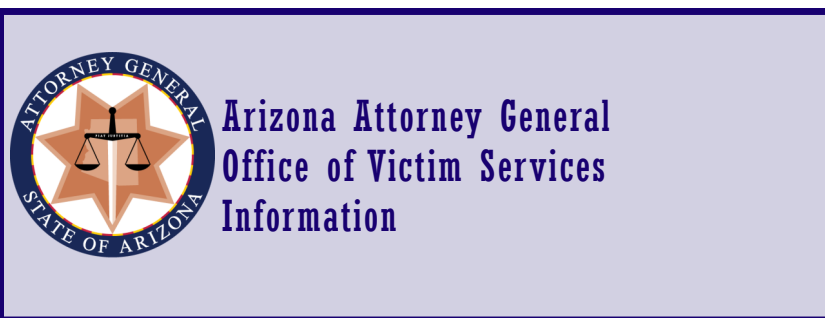 ATTORNEY GENERAL
FIAT JUSTITIA
STATE OF ARIZONA
Arizona Attorney General
Office of Victim Services
Information